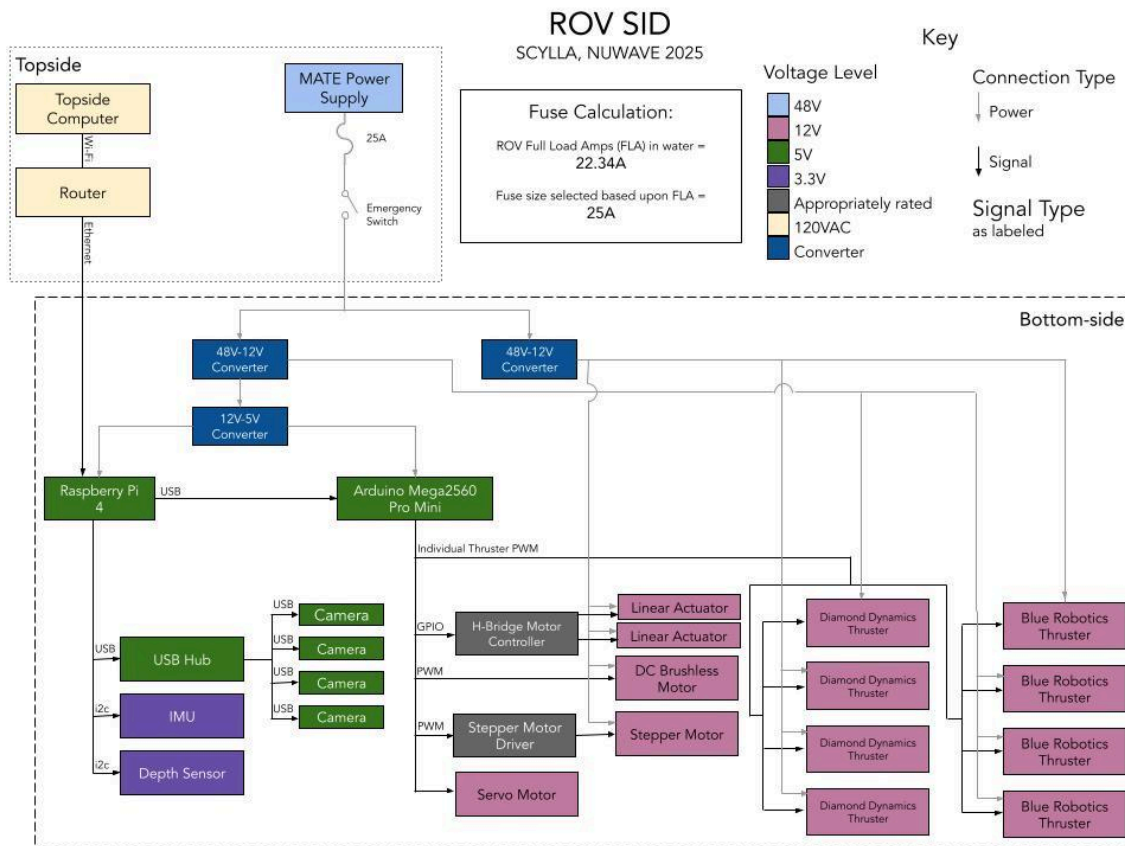 ROV SID
SCYLLA, NUWAVE 2025
Key
Topside
Topside
Computer
Wi-Fi
Router
Ethernet
MATE Power
Supply
25A
Emergency
Switch
Fuse Calculation:
ROV Full Load Amps (FLA) in water =
22.34A
Fuse size selected based upon FLA =
25A
Voltage Level
48V
12V
5V
3.3V
Appropriately rated
120VAC
Converter
Connection Type
Power
Signal
Signal Type
as labeled
Bottom-side
48V-12V
Converter
48V-12V
Converter
12V-5V
Converter
Raspberry Pi
4
USB
Arduino Mega2560
Pro Mini
Individual Thruster PWM
USB
USB Hub
i2c
IMU
i2c
Depth Sensor
USB
Camera
USB
Camera
USB
Camera
USB
Camera
GPIO
H-Bridge Motor
Controller
PWM
PWM
Stepper Motor
Driver
Servo Motor
Linear Actuator
Linear Actuator
DC Brushless
Motor
Stepper Motor
Diamond Dynamics
Thruster
Diamond Dynamics
Thruster
Diamond Dynamics
Thruster
Diamond Dynamics
Thruster
Blue Robotics
Thruster
Blue Robotics
Thruster
Blue Robotics
Thruster
Blue Robotics
Thruster